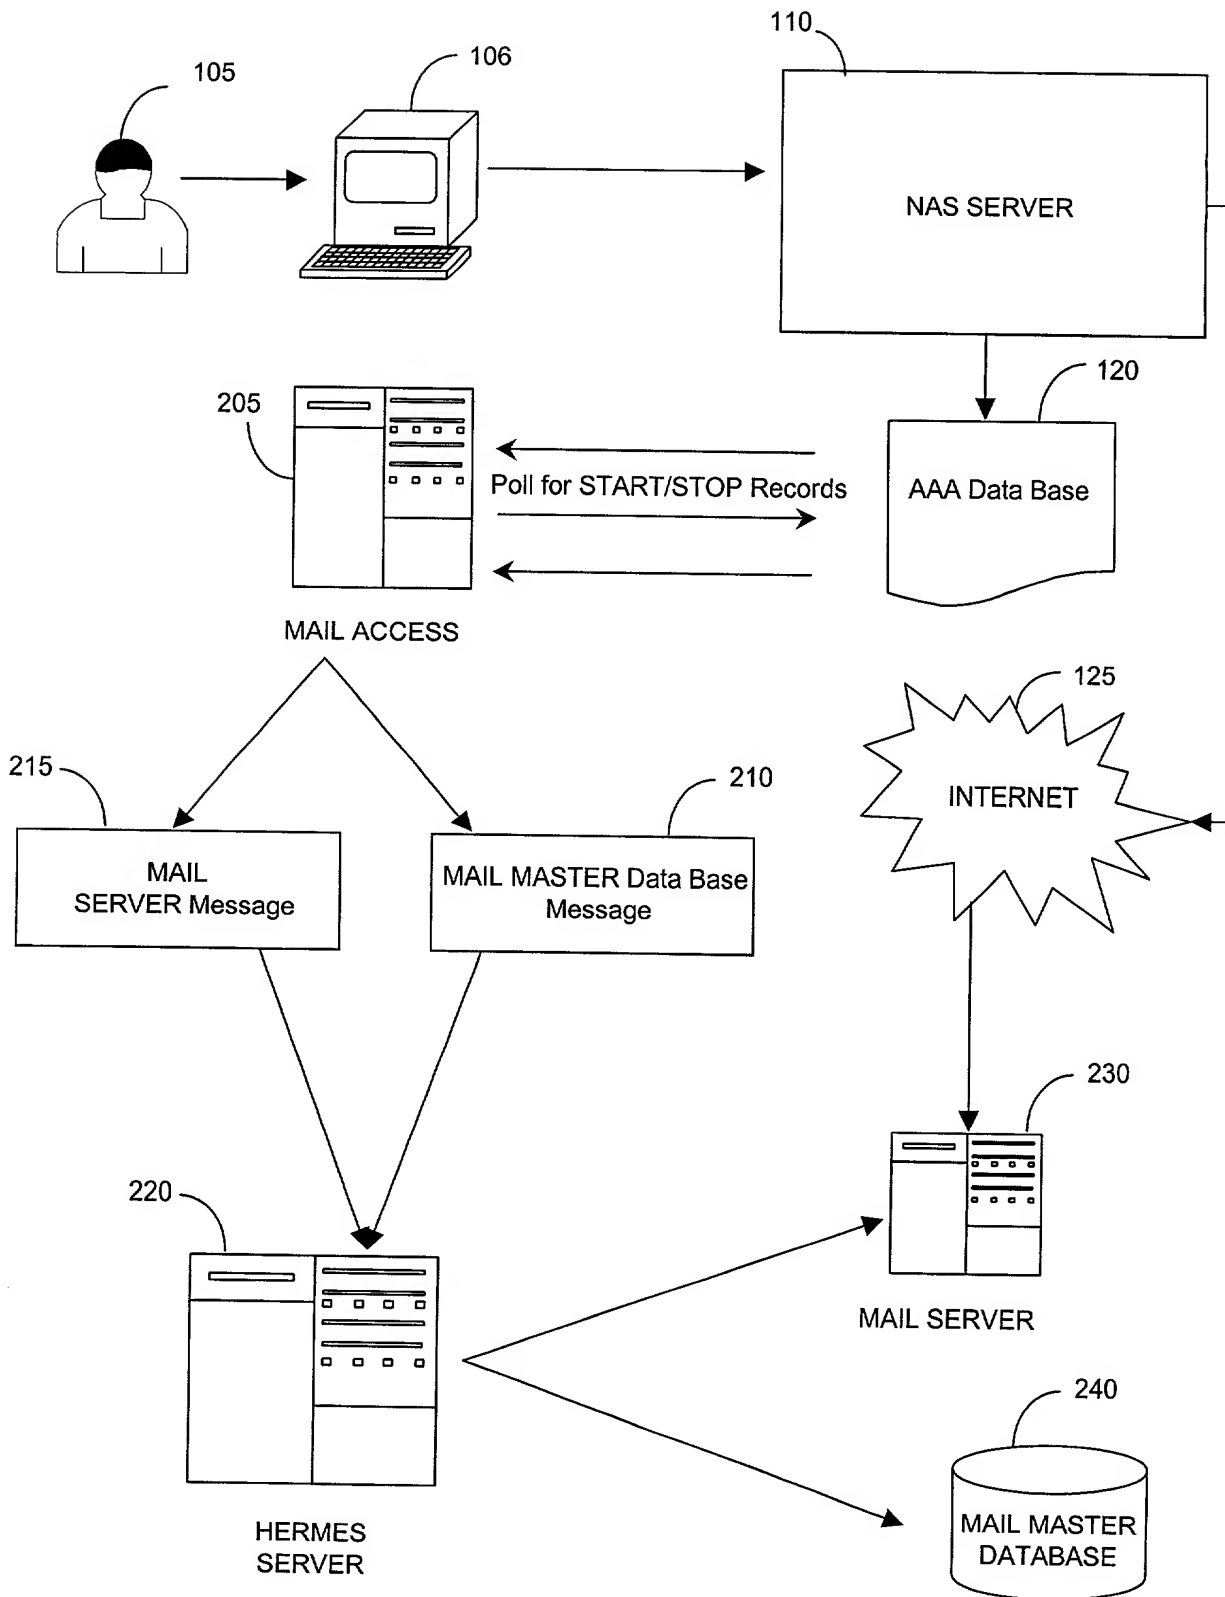 110
105
106
NAS SERVER
120
205
Poll for START/STOP Records
AAA Data Base
MAIL ACCESS
125
215
210
INTERNET
MAIL
SERVER Message
MAIL MASTER Data Base
Message
230
220
MAIL SERVER
240
HERMES
SERVER
MAIL MASTER
DATABASE